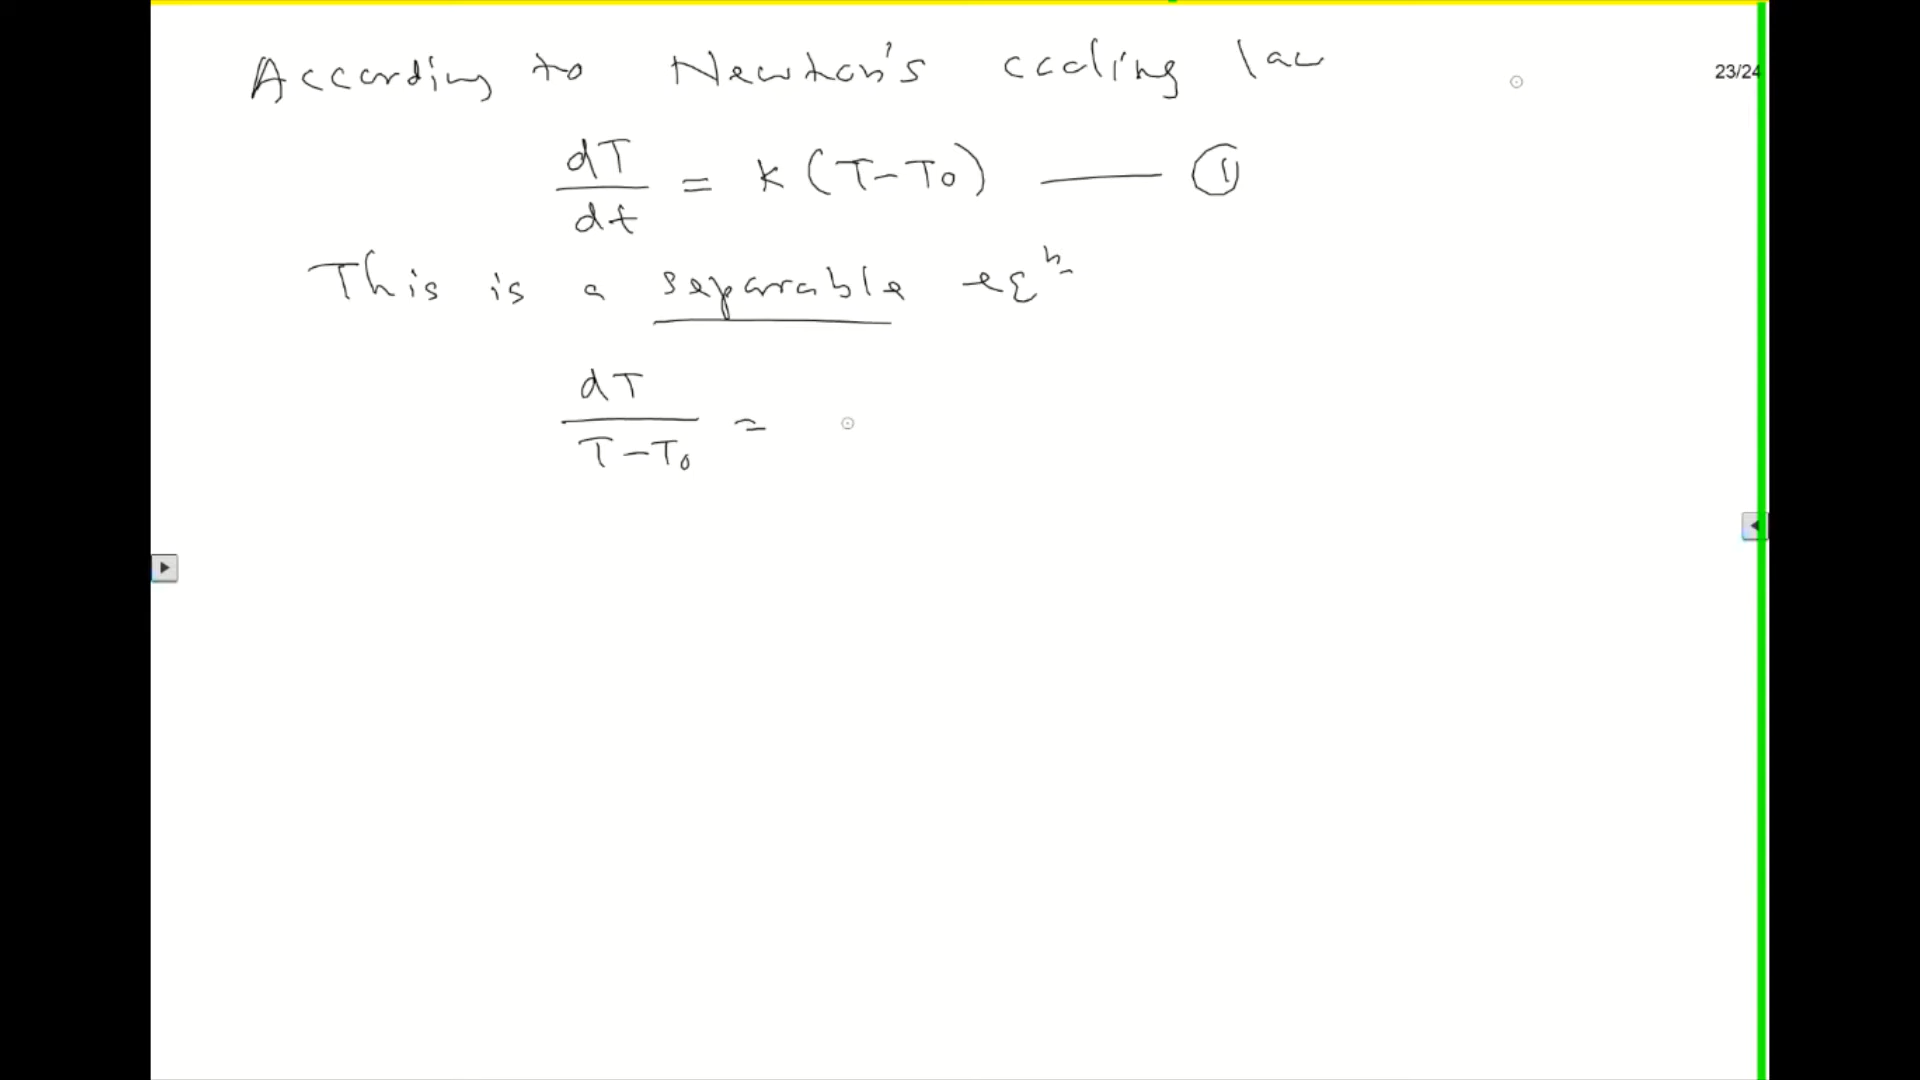 According to Newton's cooling law
23/24
dT/dt = k (T-T0) —— ①
This is a separable eqn
dT/T-T0 =